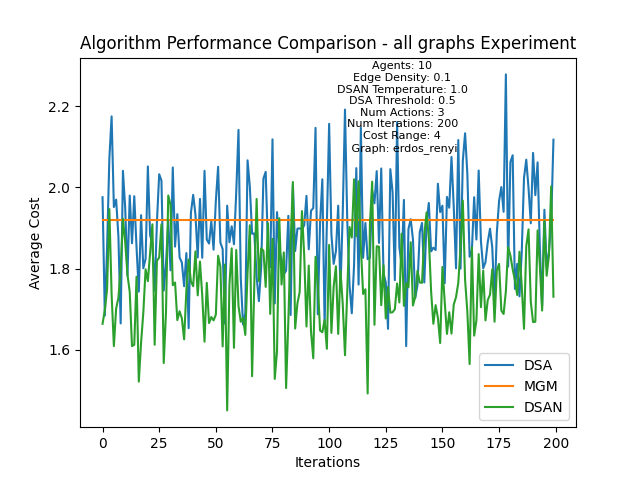 Algorithm Performance Comparison - all graphs Experiment
Agents: 10
Edge Density: 0.1
DSAN Temperature: 1.0
DSA Threshold: 0.5
Num Actions: 3
Num Iterations: 200
Cost Range: 4
Graph: erdos_renyi
Average Cost
2.2
2.0
1.8
1.6
0 25 50 75 100 125 150 175 200
Iterations
DSA
MGM
DSAN